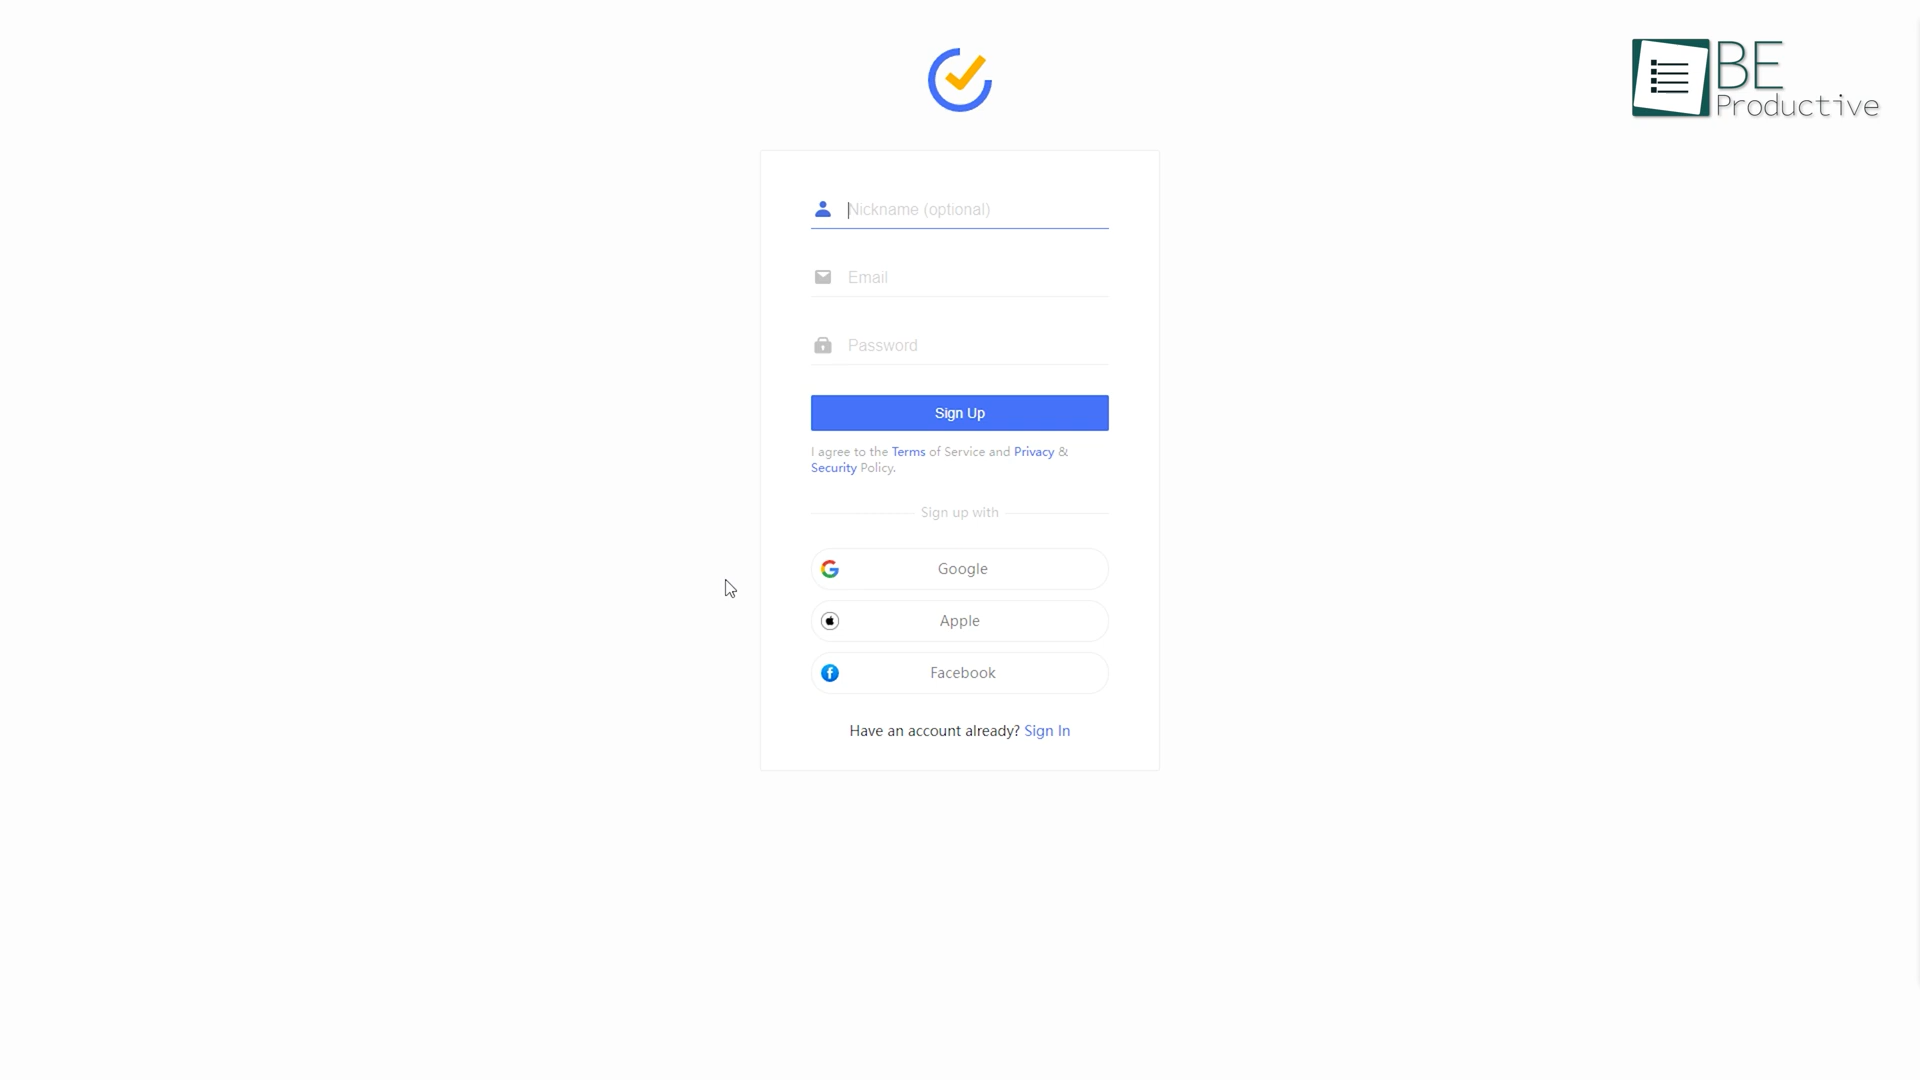 BE
Productive
Nickname (optional)
Email
Password
Sign Up
I agree to the Terms of Service and Privacy &
Security Policy.
Sign up with
Google
Apple
Facebook
Have an account already? Sign In